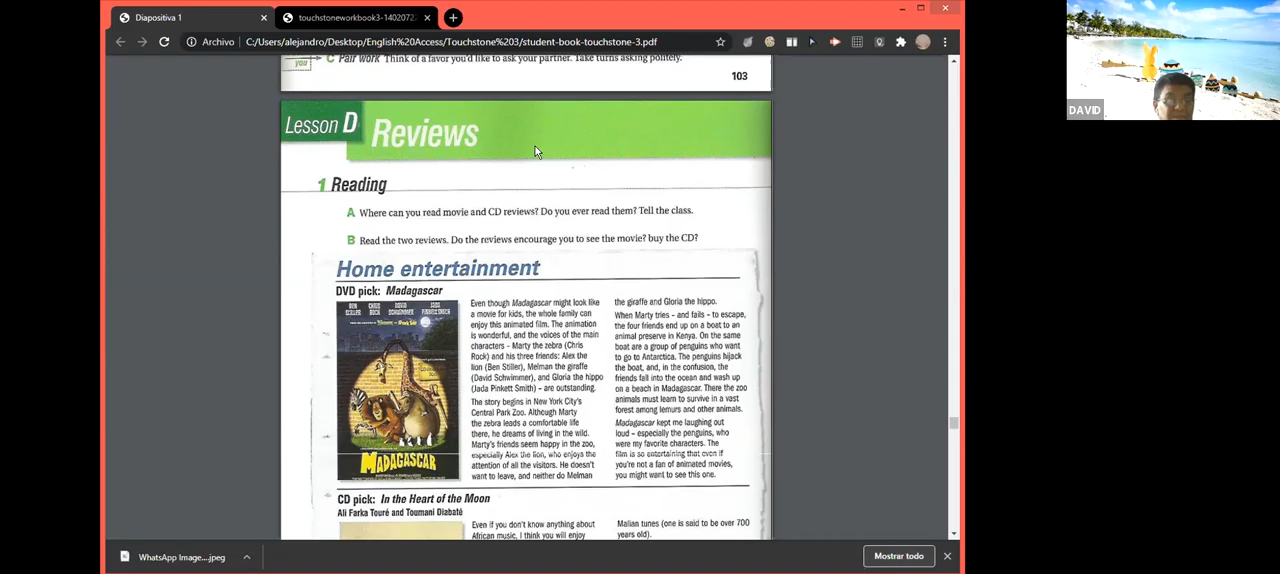 Diapositiva 1
touchstoneworkbook3-1402072
Archivo
C:/Users/alejandro/Desktop/English%20Access/Touchstone%203/student-book-touchstone-3.pdf
DAVID
you
C Pair work Think of a favor you'd like to ask your partner. Take turns asking politely.
103
Lesson D
Reviews
1 Reading
A Where can you read movie and CD reviews? Do you ever read them? Tell the class.
B Read the two reviews. Do the reviews encourage you to see the movie? buy the CD?
Home entertainment
DVD pick: Madagascar
BEN STILLER
CHRIS ROCK
DAVID SCHWIMMER
JADA PINKETT SMITH
MADAGASCAR
Even though Madagascar might look like
a movie for kids, the whole family can
enjoy this animated film. The animation
is wonderful, and the voices of the main
characters – Marty the zebra (Chris
Rock) and his three friends: Alex the
lion (Ben Stiller), Melman the giraffe
(David Schwimmer), and Gloria the hippo
(Jada Pinkett Smith) – are outstanding.
The story begins in New York City's
Central Park Zoo. Although Marty
the zebra leads a comfortable life
there, he dreams of living in the wild.
Marty's friends seem happy in the zoo,
especially Alex the lion, who enjoys the
attention of all the visitors. He doesn't
want to leave, and neither do Melman
the giraffe and Gloria the hippo.
When Marty tries – and fails – to escape,
the four friends end up on a boat to an
animal preserve in Kenya. On the same
boat are a group of penguins who want
to go to Antarctica. The penguins hijack
the boat, and, in the confusion, the
friends fall into the ocean and wash up
on a beach in Madagascar. There the zoo
animals must learn to survive in a vast
forest among lemurs and other animals.
Madagascar kept me laughing out
loud – especially the penguins, who
were my favorite characters. The
film is so entertaining that even if
you're not a fan of animated movies,
you might want to see this one.
CD pick: In the Heart of the Moon
Ali Farka Touré and Toumani Diabaté
Even if you don't know anything about
African music, I think you will enjoy
Malian tunes (one is said to be over 700
years old).
WhatsApp Image....jpeg
Mostrar todo